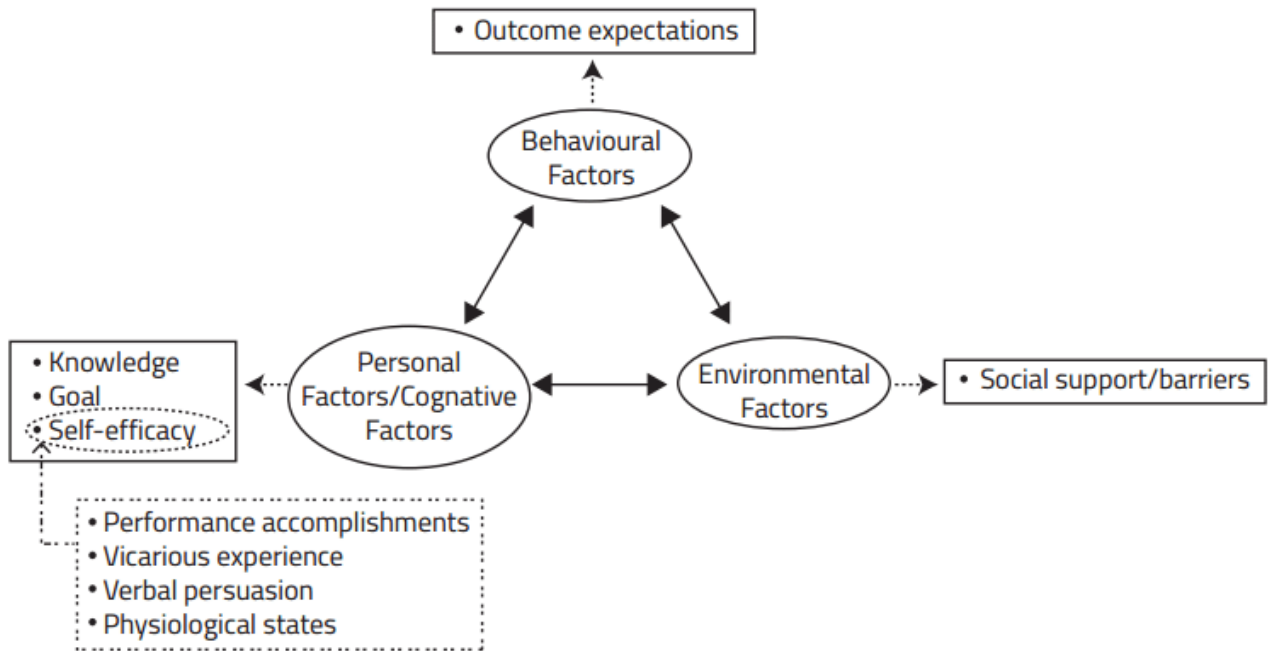 • Outcome expectations
Behavioural
Factors
• Knowledge
• Goal
• Self-efficacy
Personal
Factors/Cognative
Factors
Environmental
Factors
• Social support/barriers
• Performance accomplishments
• Vicarious experience
• Verbal persuasion
• Physiological states